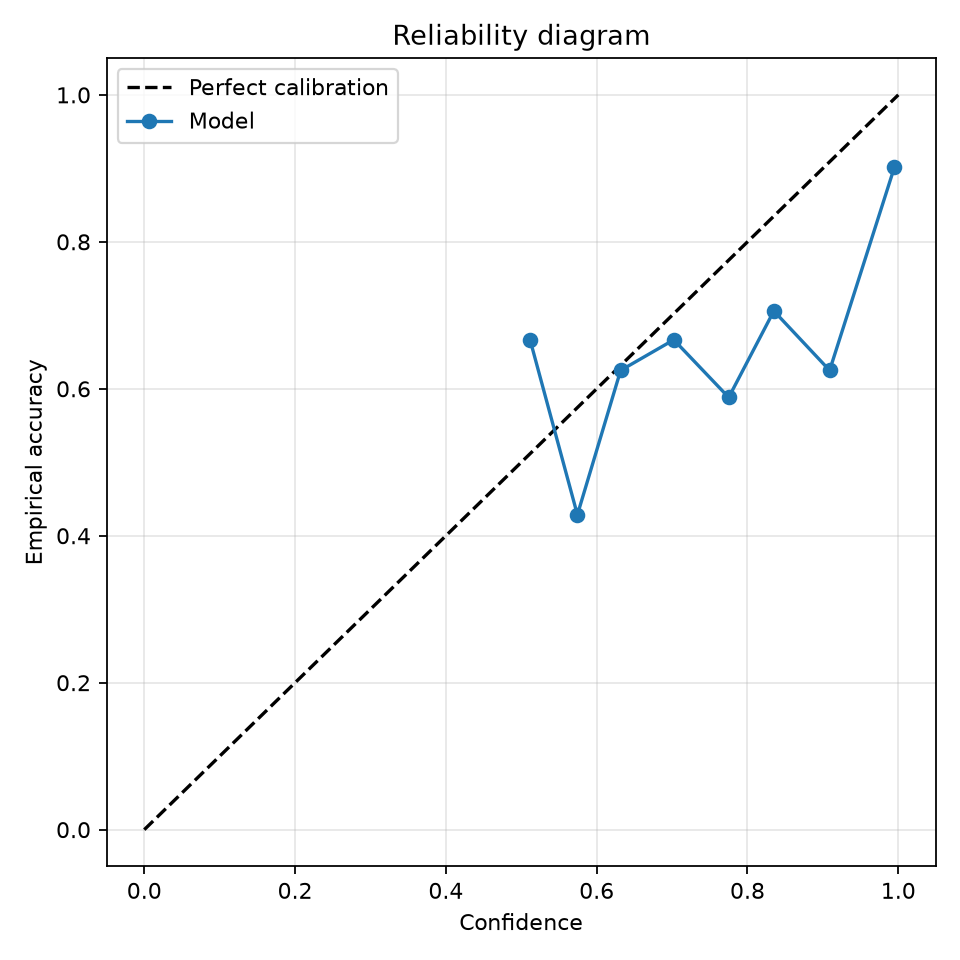 Reliability diagram
Perfect calibration
Model
Empirical accuracy
1.0
0.8
0.6
0.4
0.2
0.0
0.0 0.2 0.4 0.6 0.8 1.0
Confidence